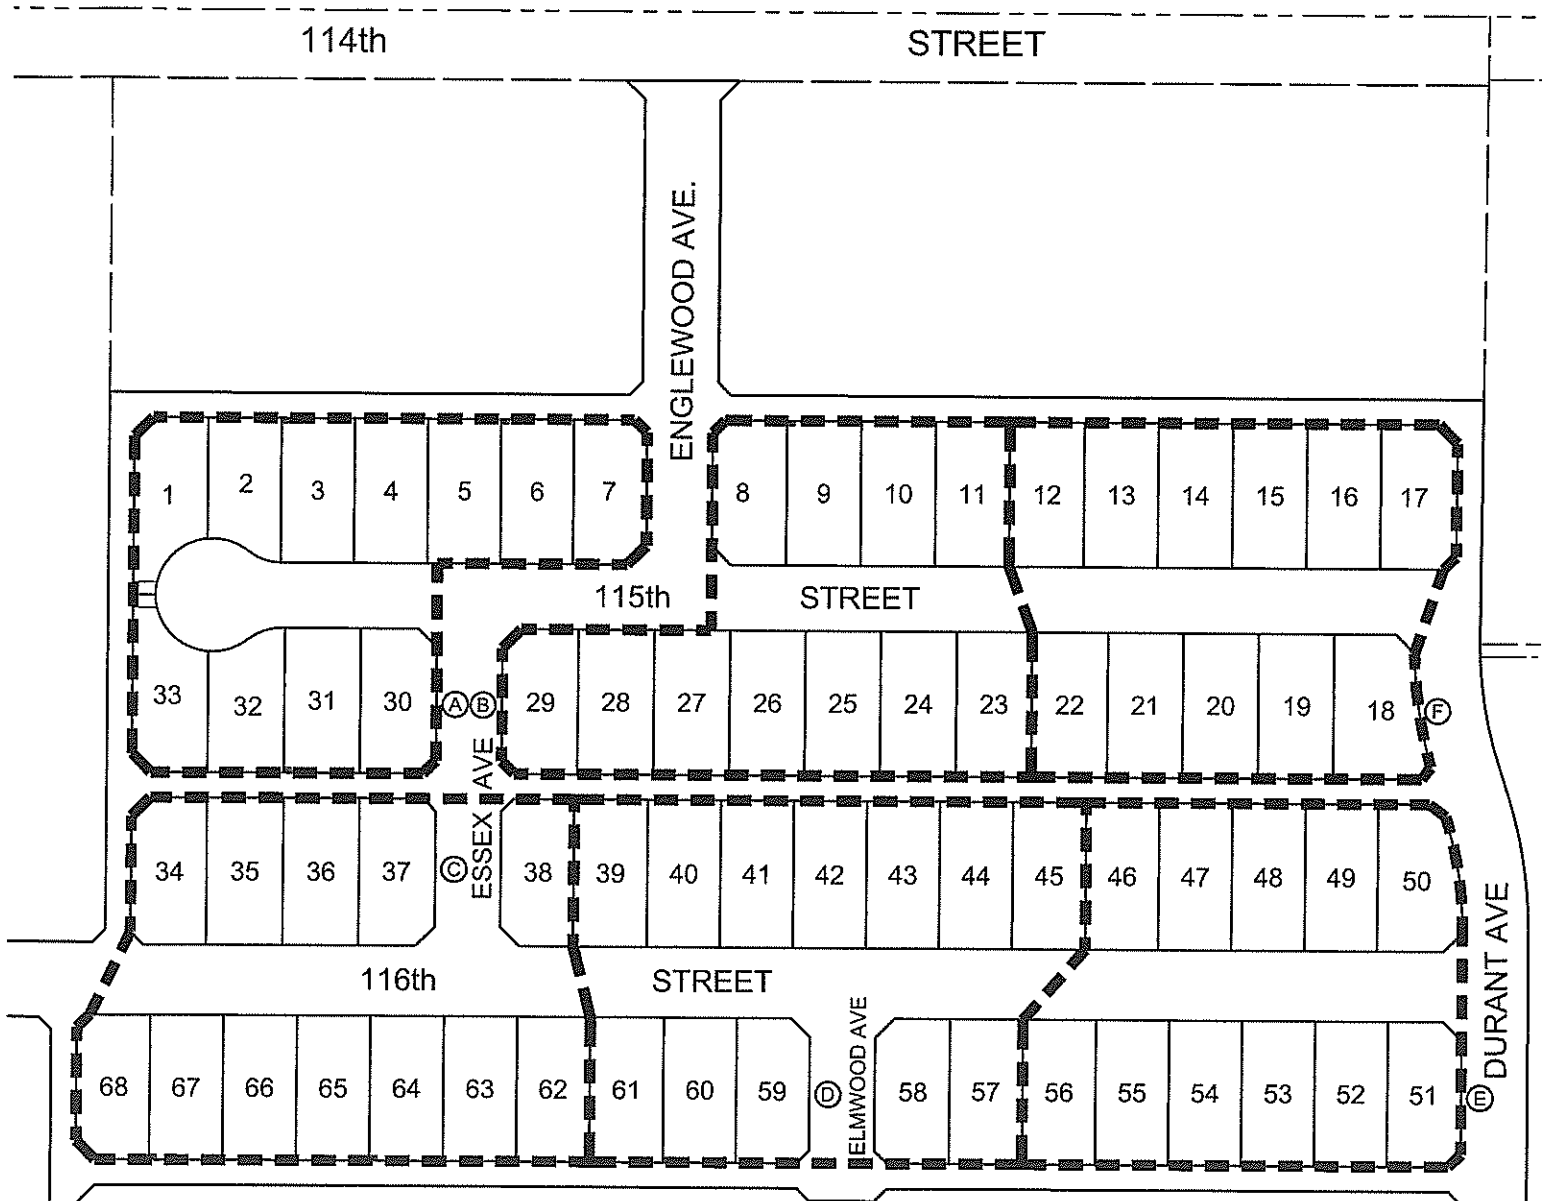 114th STREET
ENGLEWOOD AVE.
1 2 3 4 5 6 7 8 9 10 11 12 13 14 15 16 17
115th STREET
33 32 31 30 A B 29 28 27 26 25 24 23 22 21 20 19 18 F
ESSEX AVE
34 35 36 37 C 38 39 40 41 42 43 44 45 46 47 48 49 50
116th STREET
DURANT AVE
ELMWOOD AVE
68 67 66 65 64 63 62 61 60 59 D 58 57 56 55 54 53 52 51 E